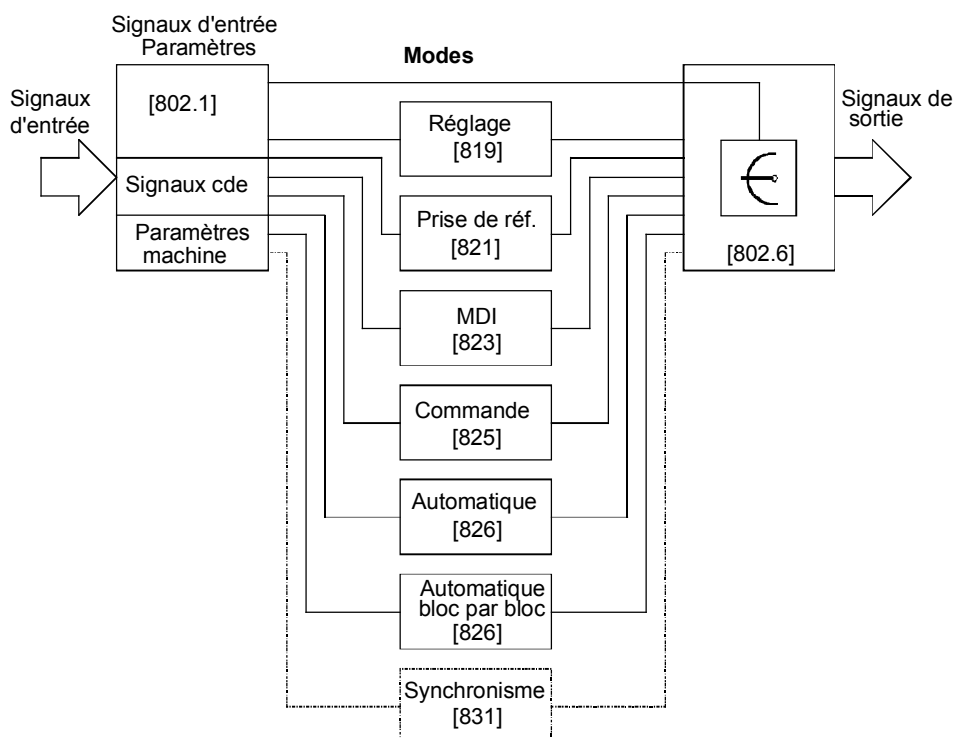 Signaux d'entrée
Paramètres
Modes
Signaux
d'entrée
[802.1]
Signaux cde
Paramètres
machine
Réglage
[819]
Prise de réf.
[821]
MDI
[823]
Commande
[825]
Automatique
[826]
Automatique
bloc par bloc
[826]
Synchronisme
[831]
[802.6]
Signaux de
sortie